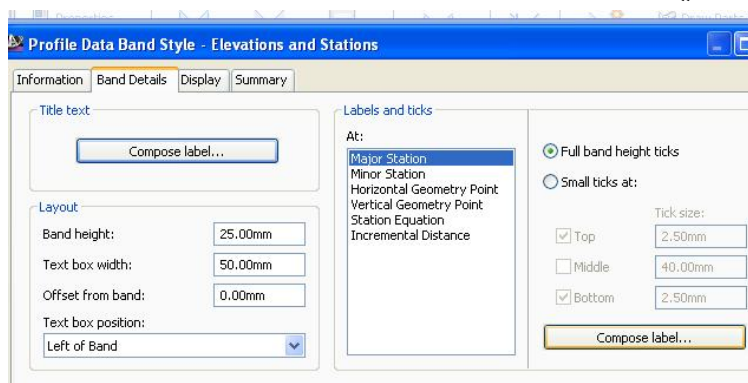 Properties
Draw Parts
Profile Data Band Style - Elevations and Stations
Information Band Details Display Summary
Title text
Compose label...
Layout
Band height: 25.00mm
Text box width: 50.00mm
Offset from band: 0.00mm
Text box position:
Left of Band
Labels and ticks
At:
Major Station
Minor Station
Horizontal Geometry Point
Vertical Geometry Point
Station Equation
Incremental Distance
Full band height ticks
Small ticks at:
Tick size:
Top 2.50mm
Middle 40.00mm
Bottom 2.50mm
Compose label...